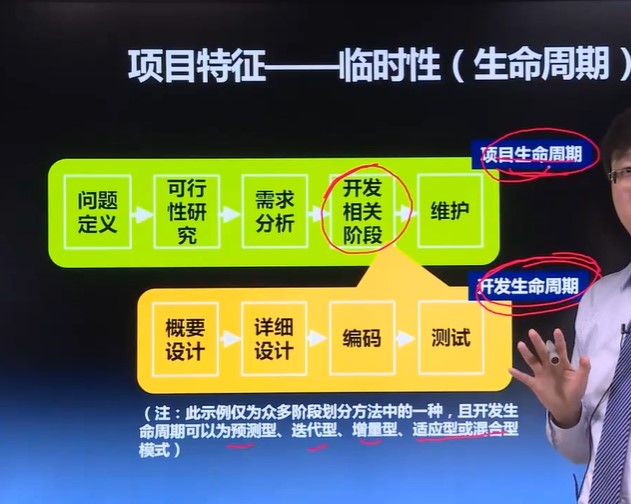 项目特征——临时性（生命周期）
项目生命周期
问题
定义
可行
性研
究
需求
分析
开发
相关
阶段
维护
开发生命周期
概要
设计
详细
设计
编码
测试
（注：此示例仅为众多阶段划分方法中的一种，且开发生
命周期可以为预测型、迭代型、增量型、适应型或混合型
模式）